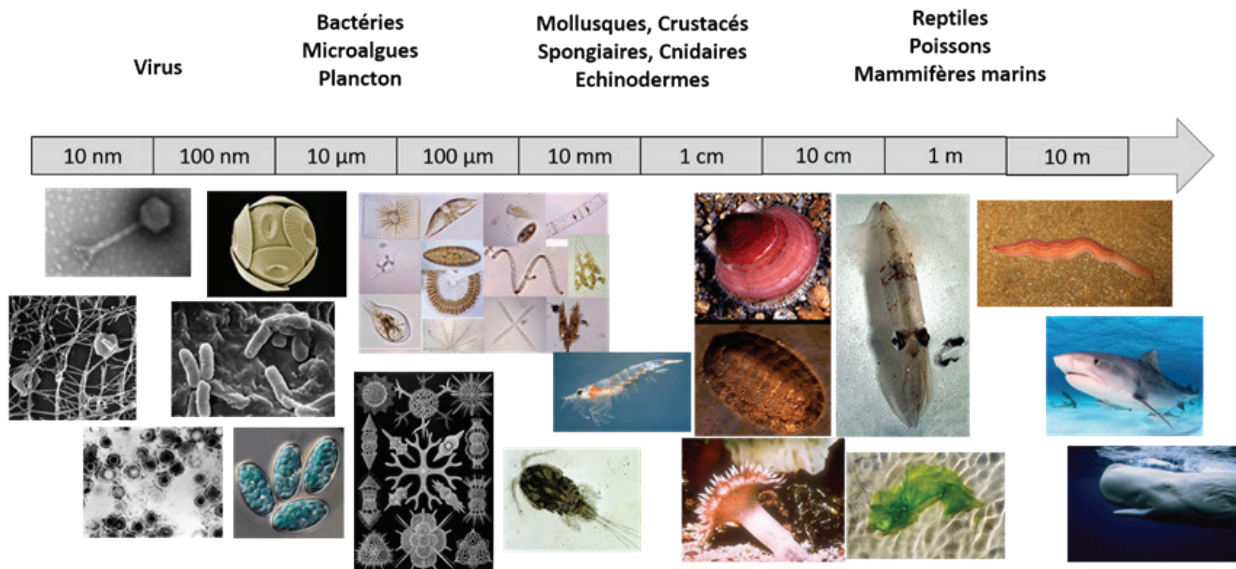 Virus
Bactéries
Microalgues
Plancton
Mollusques, Crustacés
Spongiaires, Cnidaires
Echinodermes
Reptiles
Poissons
Mammifères marins
10 nm 100 nm 10 µm 100 µm 10 mm 1 cm 10 cm 1 m 10 m